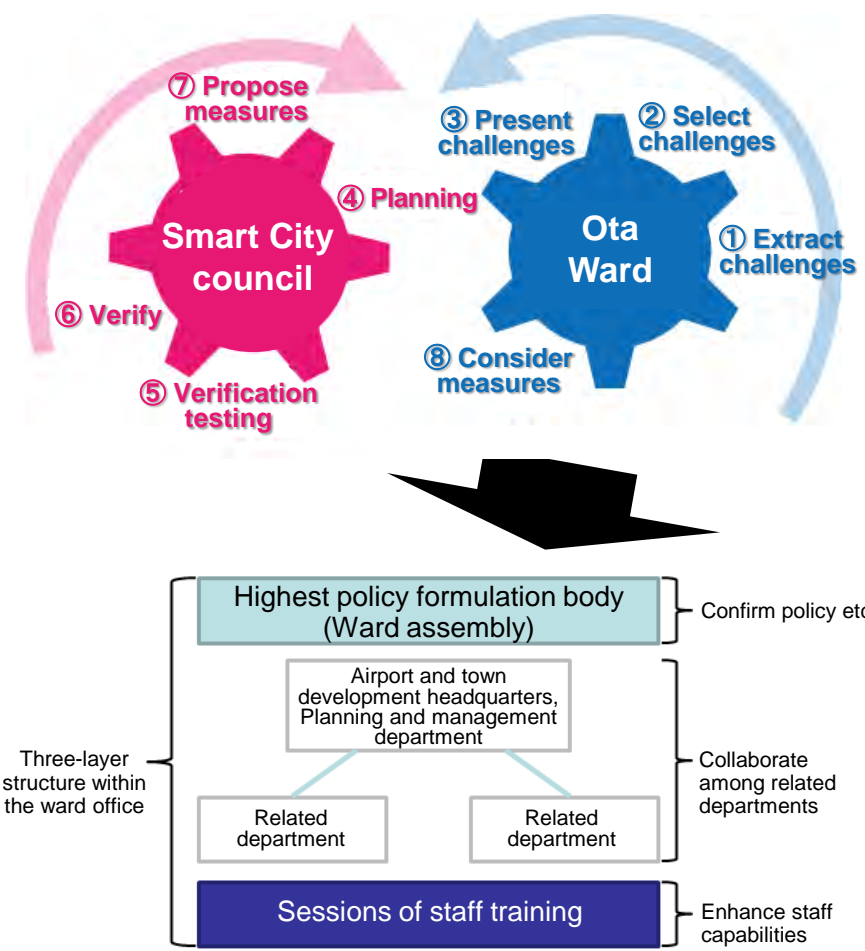 ⑦ Propose
measures
③ Present
challenges
② Select
challenges
④ Planning
Smart City
council
Ota
Ward
① Extract
challenges
⑥ Verify
⑧ Consider
measures
⑤ Verification
testing
Highest policy formulation body
(Ward assembly)
Confirm policy etc
Airport and town
development headquarters,
Planning and management
department
Three-layer
structure within
the ward office
Collaborate
among related
departments
Related
department
Related
department
Sessions of staff training
Enhance staff
capabilities